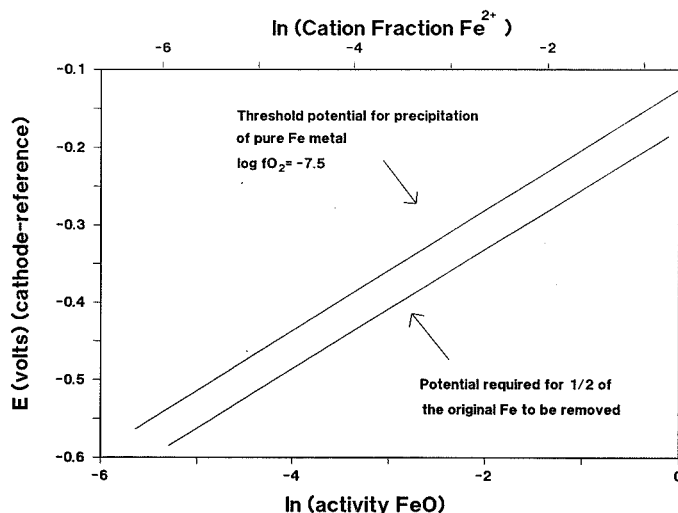 ln (Cation Fraction Fe2+ )
-6 -4 -2
-0.1
-0.2
-0.3
-0.4
-0.5
-0.6
E (volts) (cathode-reference)
Threshold potential for precipitation
of pure Fe metal
log fO2= -7.5
Potential required for 1/2 of
the original Fe to be removed
-6 -4 -2 0
ln (activity FeO)